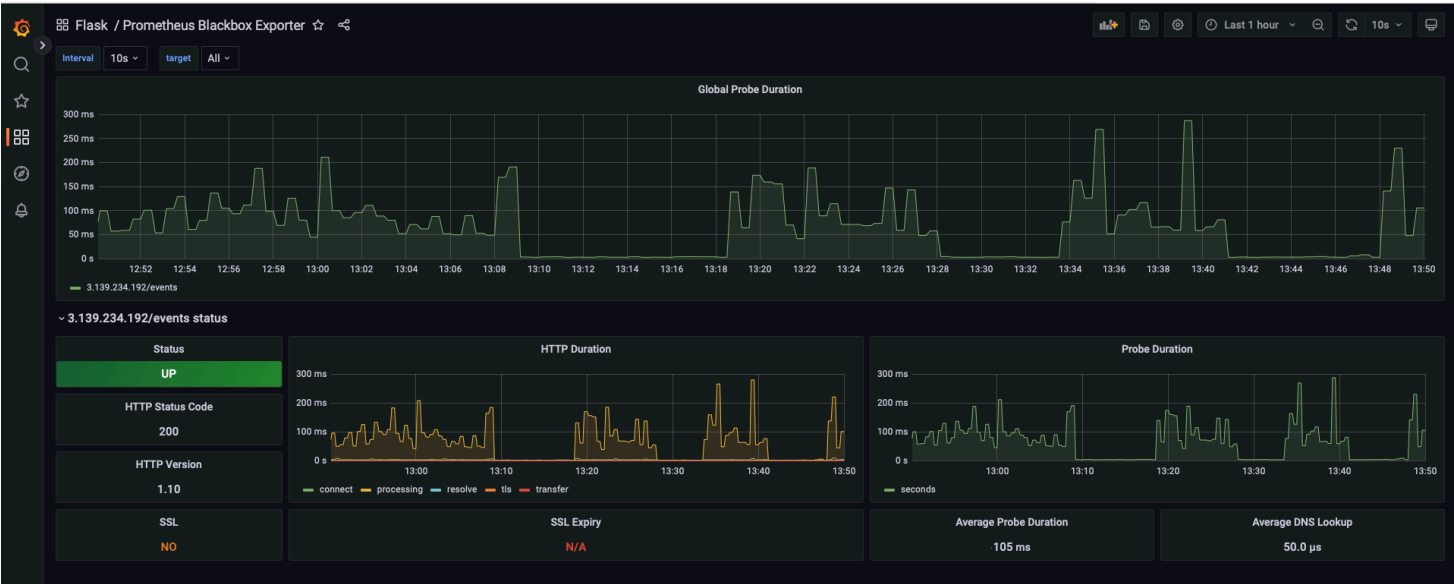 Flask / Prometheus Blackbox Exporter
Last 1 hour
10s
Interval
10s
target
All
Global Probe Duration
300 ms
250 ms
200 ms
150 ms
100 ms
50 ms
0 s
12:52 12:54 12:56 12:58 13:00 13:02 13:04 13:06 13:08 13:10 13:12 13:14 13:16 13:18 13:20 13:22 13:24 13:26 13:28 13:30 13:32 13:34 13:36 13:38 13:40 13:42 13:44 13:46 13:48 13:50
3.139.234.192/events
3.139.234.192/events status
Status
UP
HTTP Status Code
200
HTTP Version
1.10
SSL
NO
HTTP Duration
300 ms
200 ms
100 ms
0 s
13:00 13:10 13:20 13:30 13:40 13:50
connect processing resolve tls transfer
SSL Expiry
N/A
Probe Duration
300 ms
200 ms
100 ms
0 s
13:00 13:10 13:20 13:30 13:40 13:50
seconds
Average Probe Duration
105 ms
Average DNS Lookup
50.0 µs